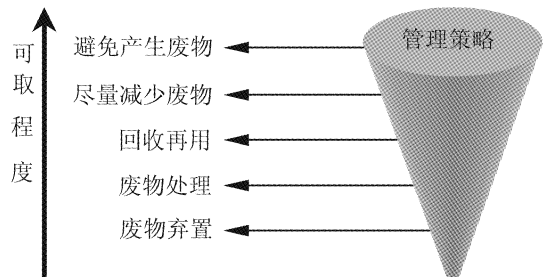 可取程度
避免产生废物
尽量减少废物
回收再用
废物处理
废物弃置
管理策略